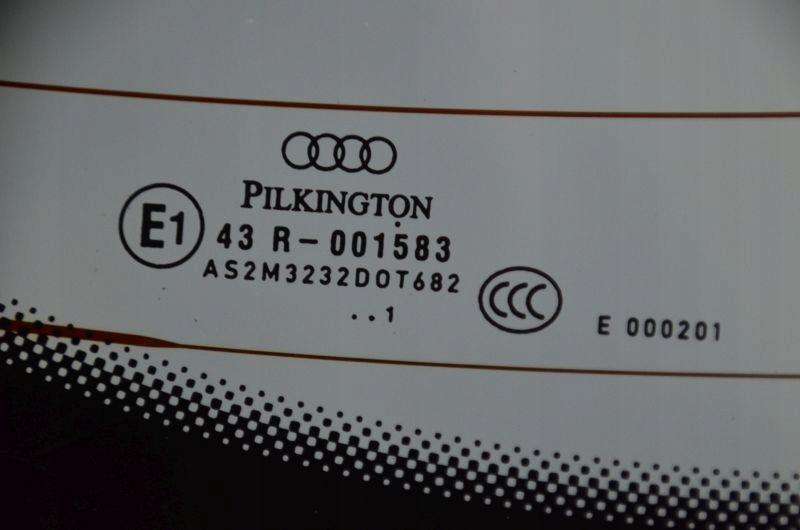 PILKINGTON
E1
43 R-001583
AS2M3232DOT682
..1
CCC
E 000201